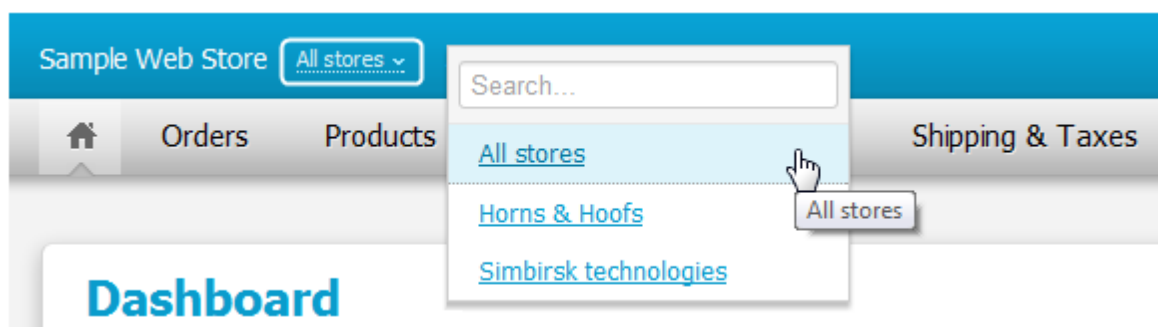 Sample Web Store All stores
Search...
Orders Products Shipping & Taxes
All stores
All stores
Horns & Hoofs
Simbirsk technologies
Dashboard